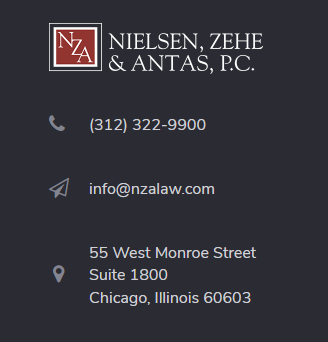 NZA
NIELSEN, ZEHE
& ANTAS, P.C.
(312) 322-9900
info@nzalaw.com
55 West Monroe Street
Suite 1800
Chicago, Illinois 60603